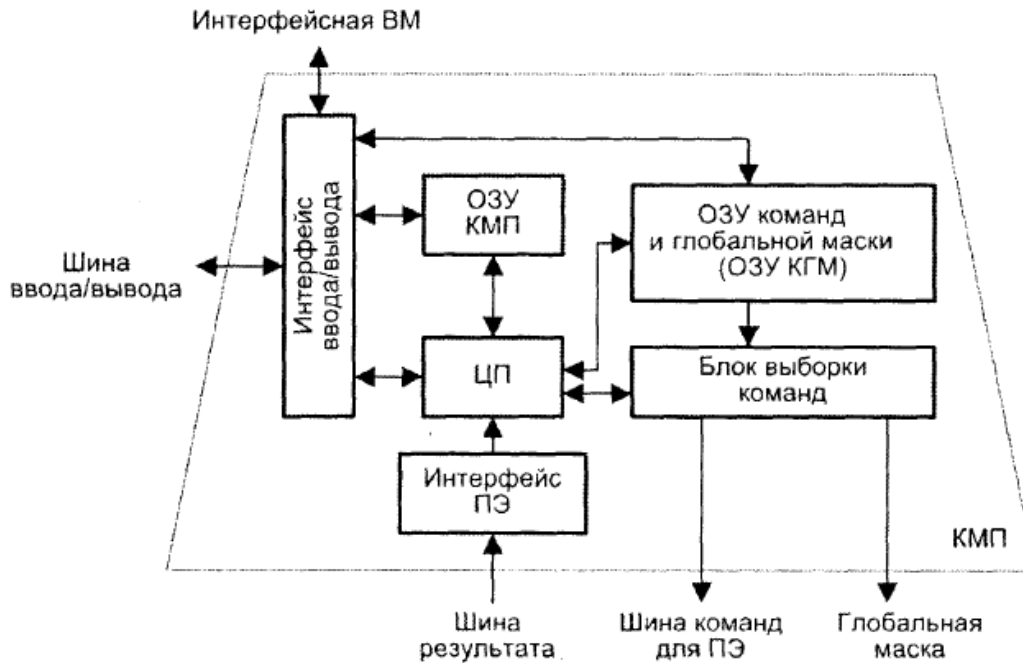 Интерфейсная ВМ
Интерфейс
ввода/вывода
ОЗУ
КМП
ОЗУ команд
и глобальной маски
(ОЗУ КГМ)
Шина
ввода/вывода
ЦП
Блок выборки
команд
Интерфейс
ПЭ
КМП
Шина
результата
Шина команд
для ПЭ
Глобальная
маска